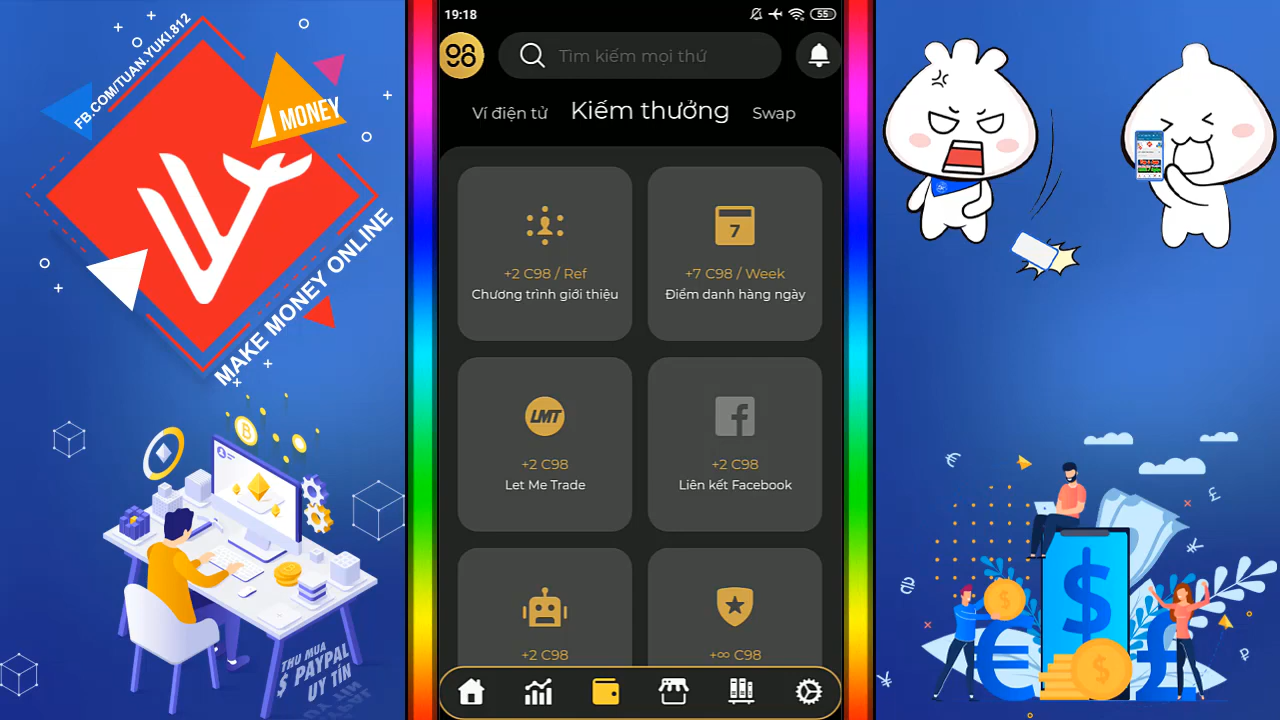 FB.COM/TUAN.YUKI.812
MONEY
MAKE MONEY ONLINE
THU MUA
$ PAYPAL
UY TÍN
19:18
55
98
Tìm kiếm mọi thứ
Ví điện tử
Kiếm thưởng
Swap
+2 C98 / Ref
Chương trình giới thiệu
7
+7 C98 / Week
Điểm danh hàng ngày
LMT
+2 C98
Let Me Trade
+2 C98
Liên kết Facebook
+2 C98
+∞ C98